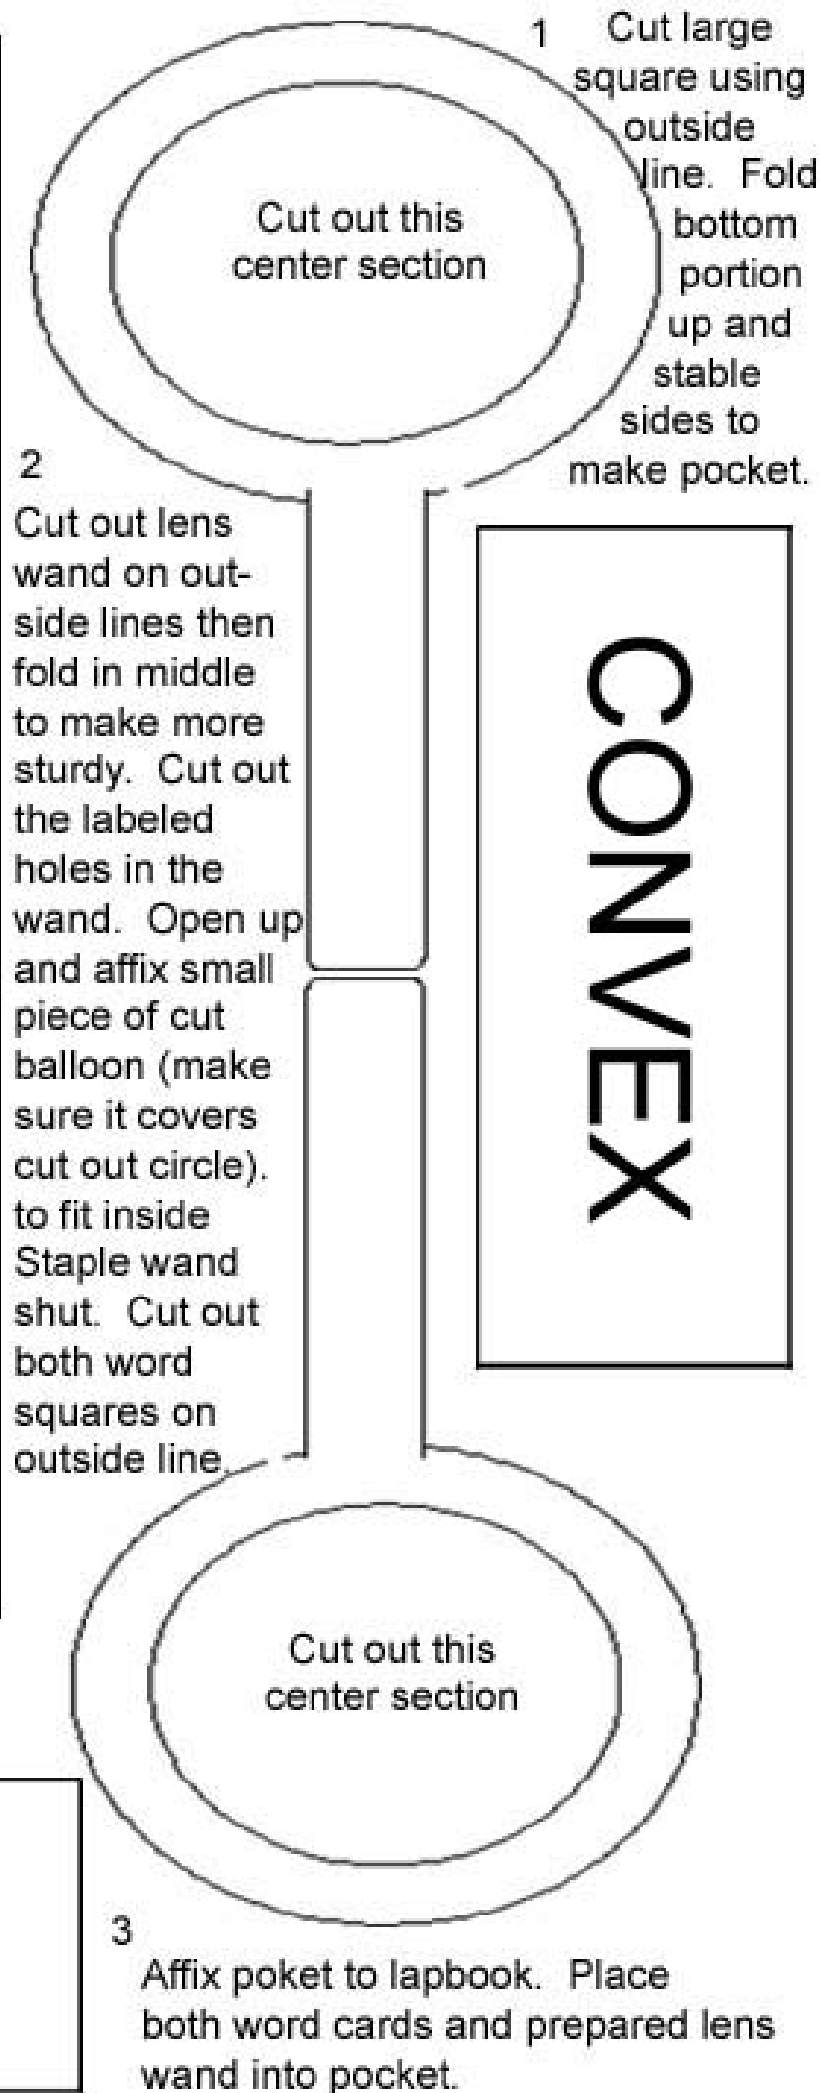 1
Cut large
square using
outside
line. Fold
bottom
portion
up and
stable
sides to
make pocket.
Cut out this
center section
2
Cut out lens
wand on out-
side lines then
fold in middle
to make more
sturdy. Cut out
the labeled
holes in the
wand. Open up
and affix small
piece of cut
balloon (make
sure it covers
cut out circle).
to fit inside
Staple wand
shut. Cut out
both word
squares on
outside line.
CONVEX
Cut out this
center section
3
Affix poket to lapbook. Place
both word cards and prepared lens
wand into pocket.